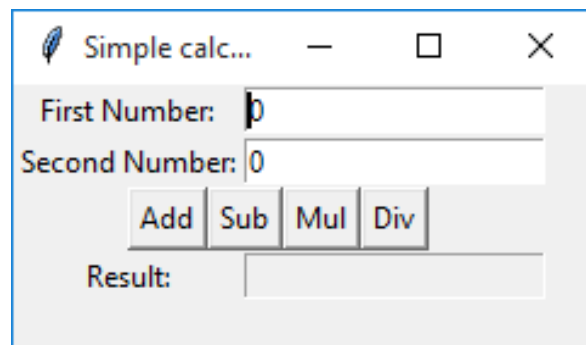 Simple calc...
First Number: 0
Second Number: 0
Add Sub Mul Div
Result: